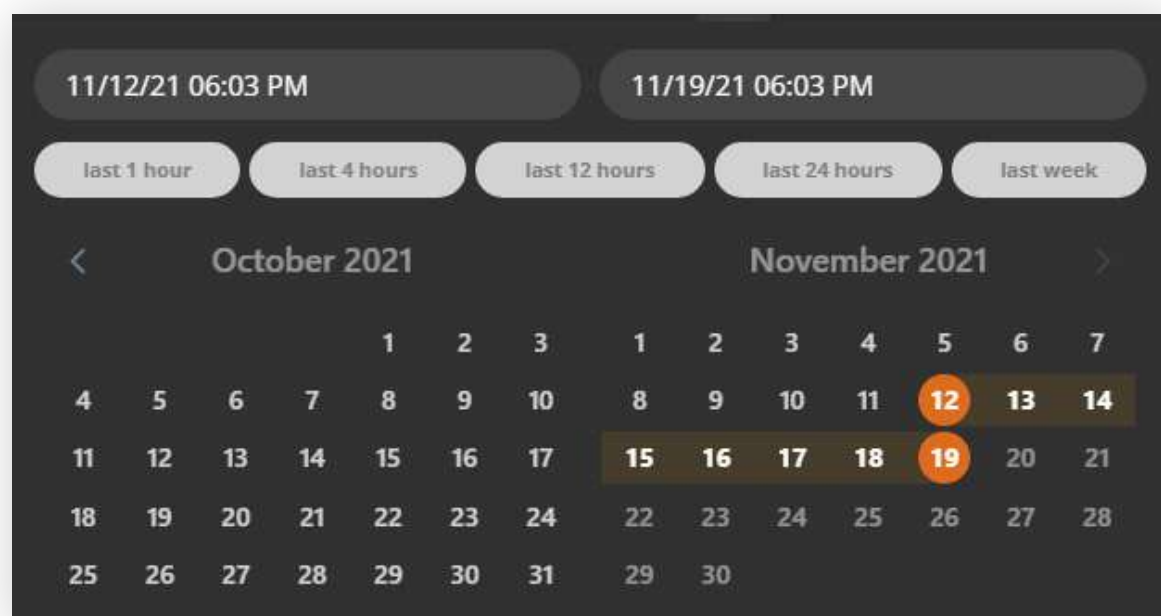 11/12/21 06:03 PM 11/19/21 06:03 PM
last 1 hour last 4 hours last 12 hours last 24 hours last week
October 2021 November 2021
1 2 3 1 2 3 4 5 6 7
4 5 6 7 8 9 10 8 9 10 11 12 13 14
11 12 13 14 15 16 17 15 16 17 18 19 20 21
18 19 20 21 22 23 24 22 23 24 25 26 27 28
25 26 27 28 29 30 31 29 30